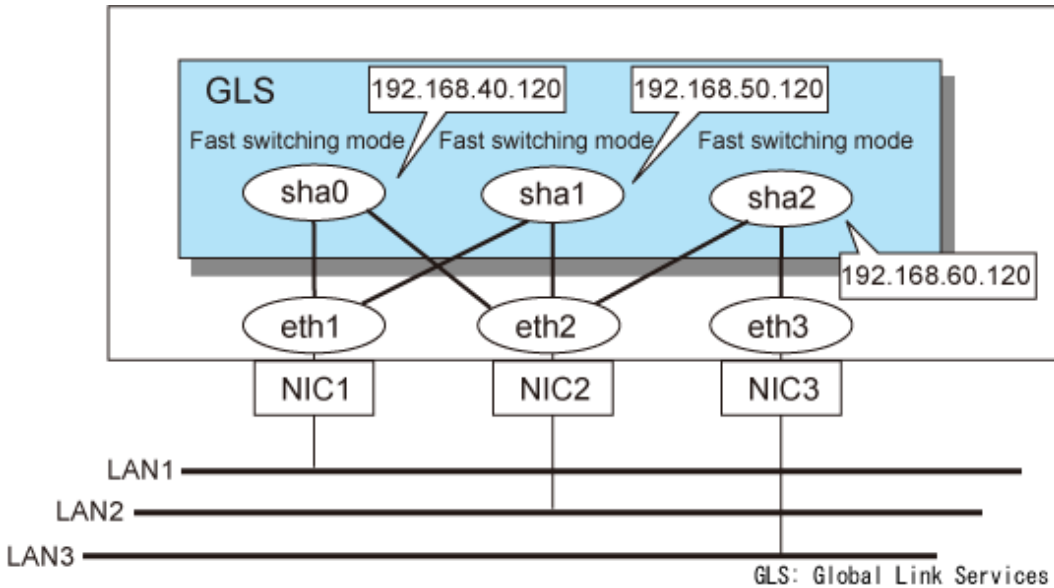 GLS
192.168.40.120
192.168.50.120
Fast switching mode
Fast switching mode
Fast switching mode
sha0
sha1
sha2
192.168.60.120
eth1
eth2
eth3
NIC1
NIC2
NIC3
LAN1
LAN2
LAN3
GLS: Global Link Services